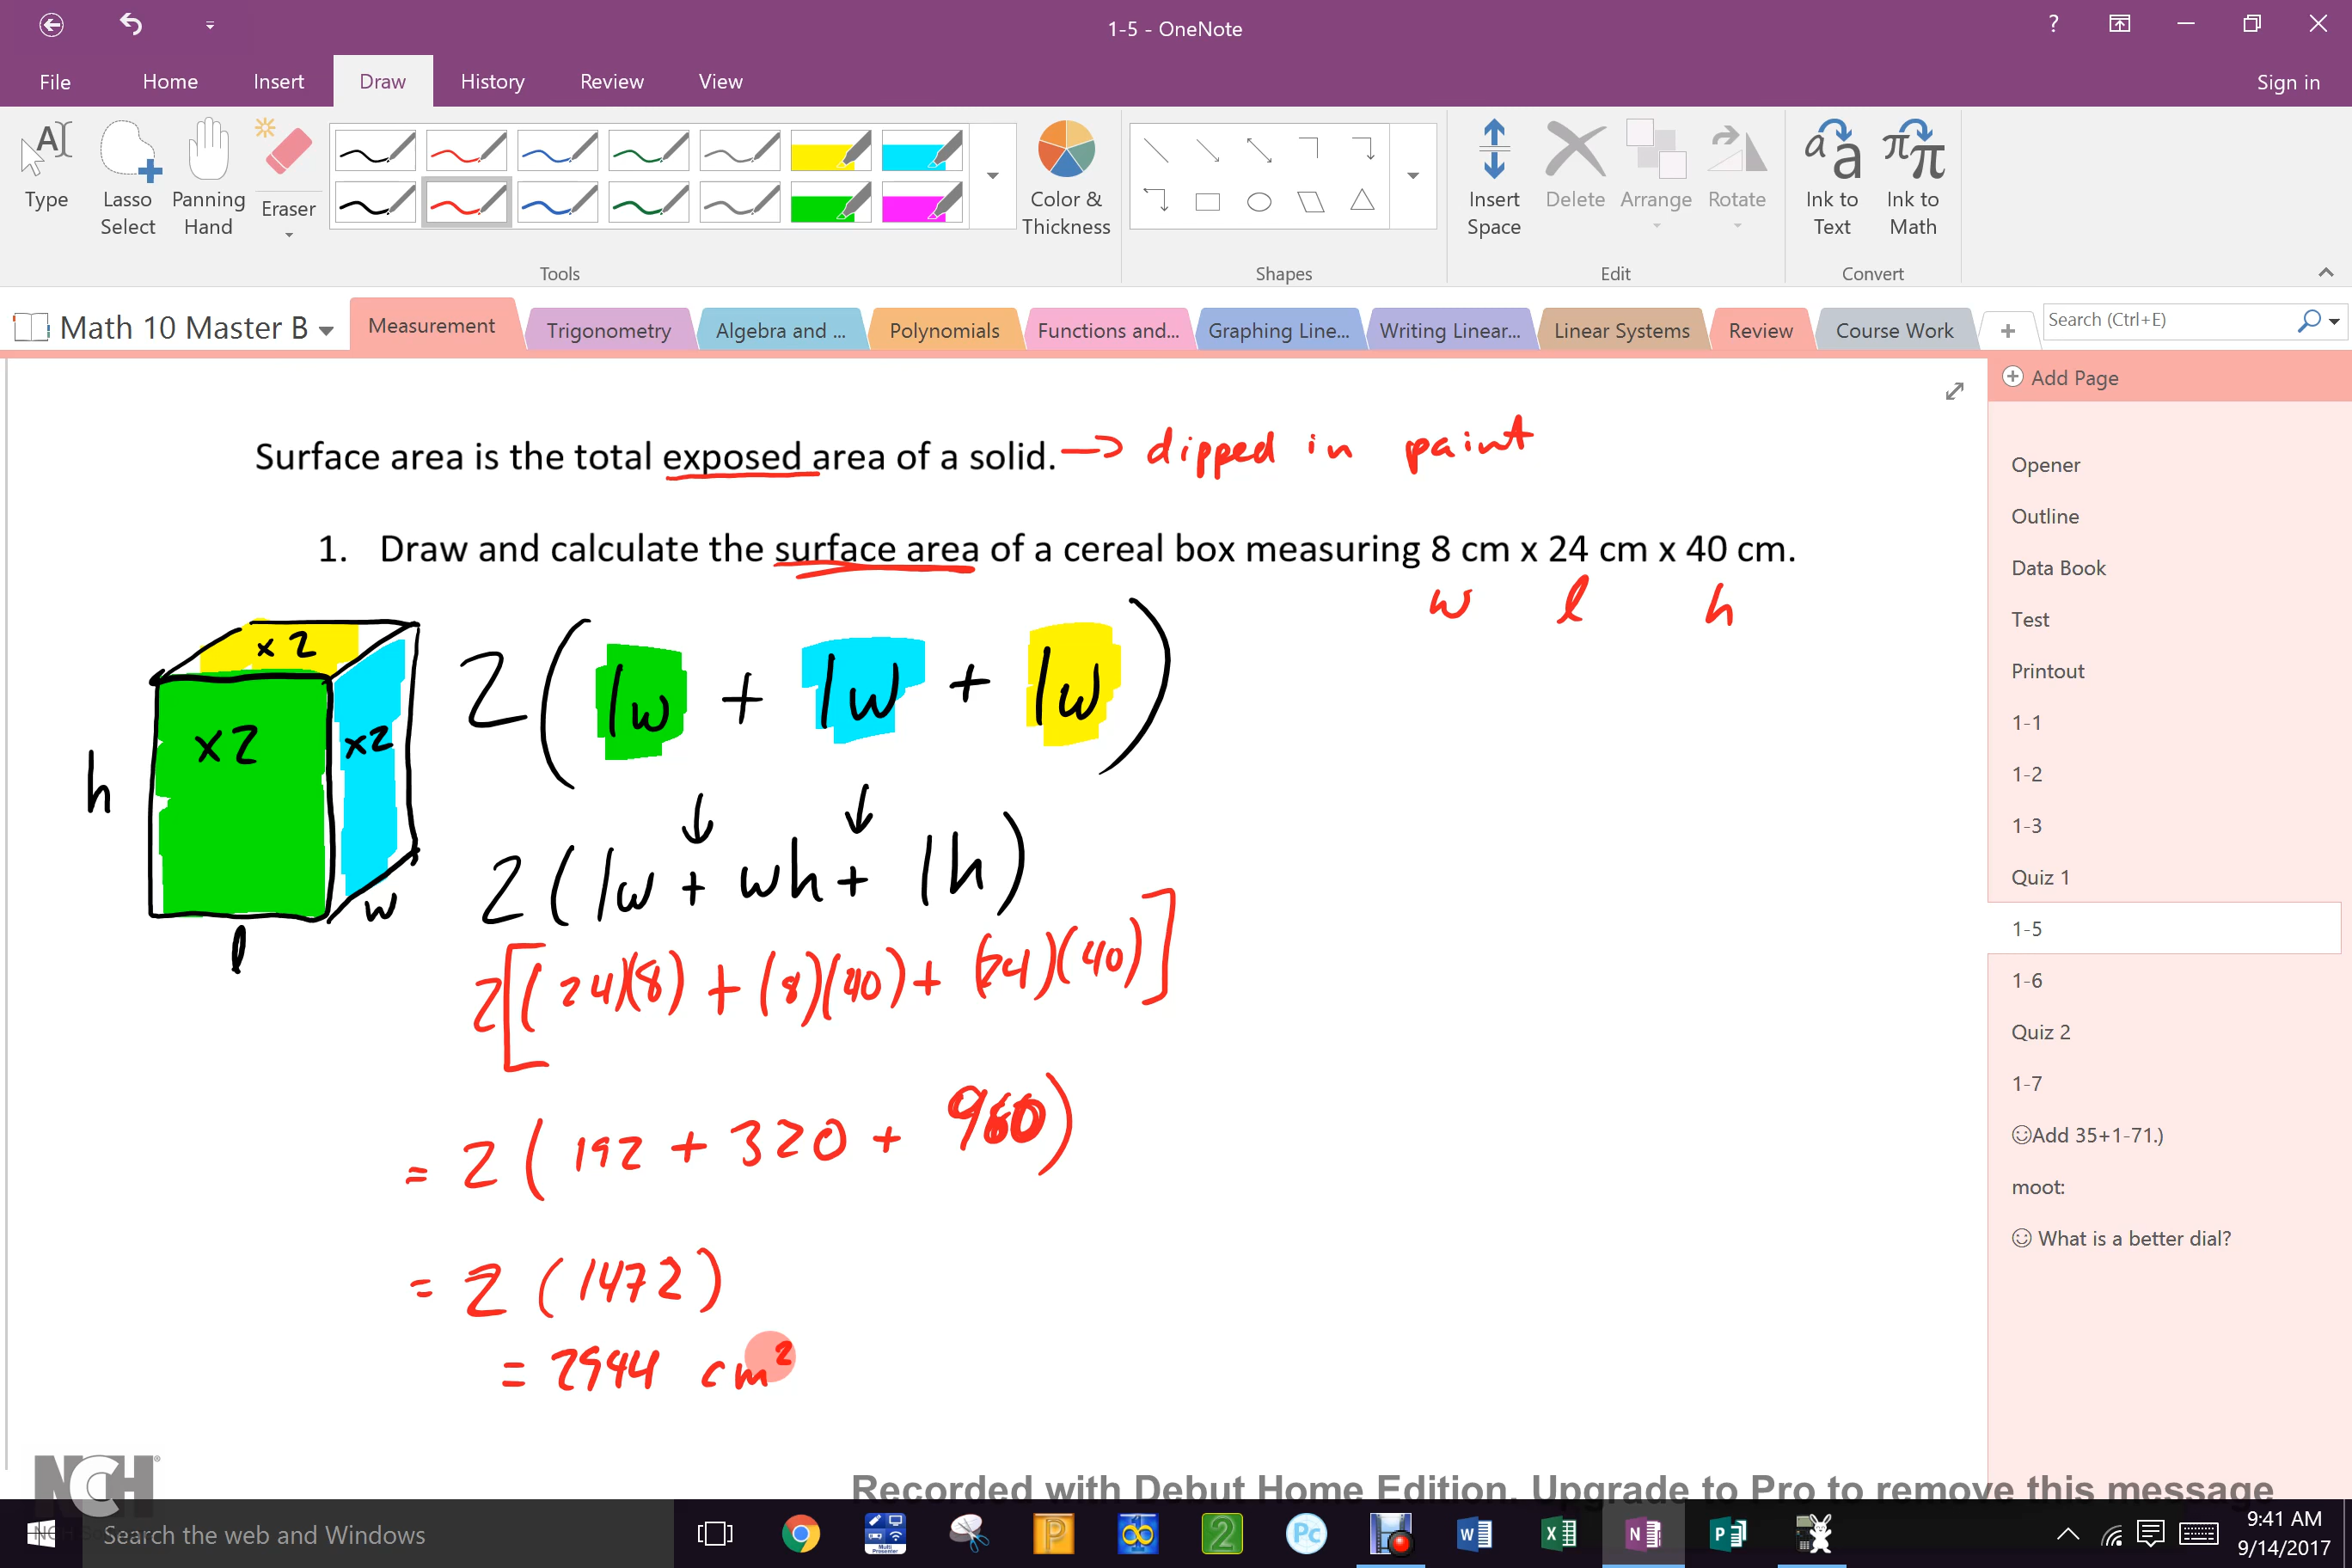 1-5 - OneNote
File Home Insert Draw History Review View Sign in
Type
Lasso Select
Panning Hand
Eraser
Color & Thickness
Insert Space
Delete
Arrange
Rotate
Ink to Text
Ink to Math
Tools Shapes Edit Convert
Math 10 Master B Measurement Trigonometry Algebra and ... Polynomials Functions and... Graphing Line... Writing Linear... Linear Systems Review Course Work + Search (Ctrl+E)
Add Page
Surface area is the total exposed area of a solid. → dipped in paint
1. Draw and calculate the surface area of a cereal box measuring 8 cm x 24 cm x 40 cm.
w l h
x2
x2
x2
h
l
w
2(lw + lw + lw)
↓ ↓
2(lw + wh + lh)
2[(24)(8) + (8)(40) + (24)(40)]
= 2(192 + 320 + 960)
= 2(1472)
= 2944 cm²
Opener
Outline
Data Book
Test
Printout
1-1
1-2
1-3
Quiz 1
1-5
1-6
Quiz 2
1-7
☺Add 35+1-71.)
moot:
☺ What is a better dial?
NCH
Recorded with Debut Home Edition. Upgrade to Pro to remove this message
Search the web and Windows
9:41 AM
9/14/2017